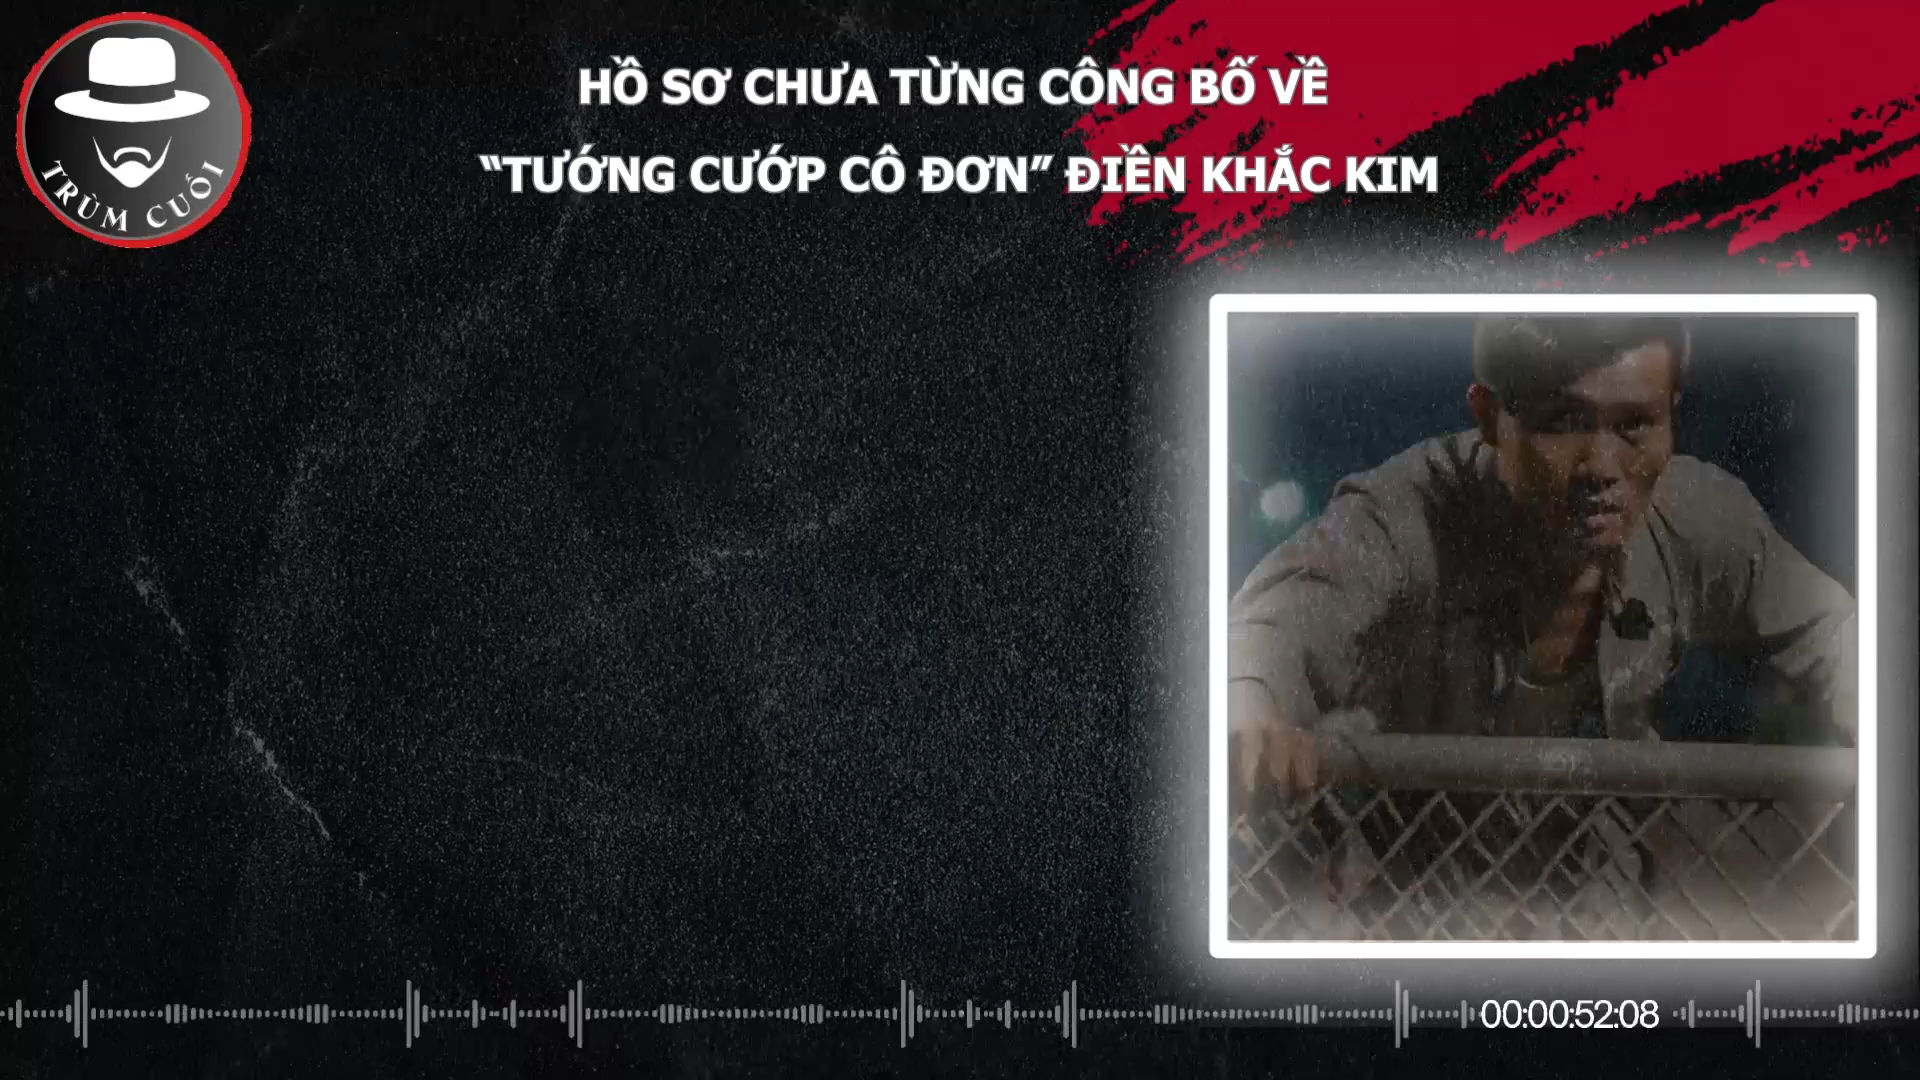 TRÙM CUỐI
HỒ SƠ CHƯA TỪNG CÔNG BỐ VỀ
“TƯỚNG CƯỚP CÔ ĐƠN” ĐIỀN KHẮC KIM
00:00:52:08